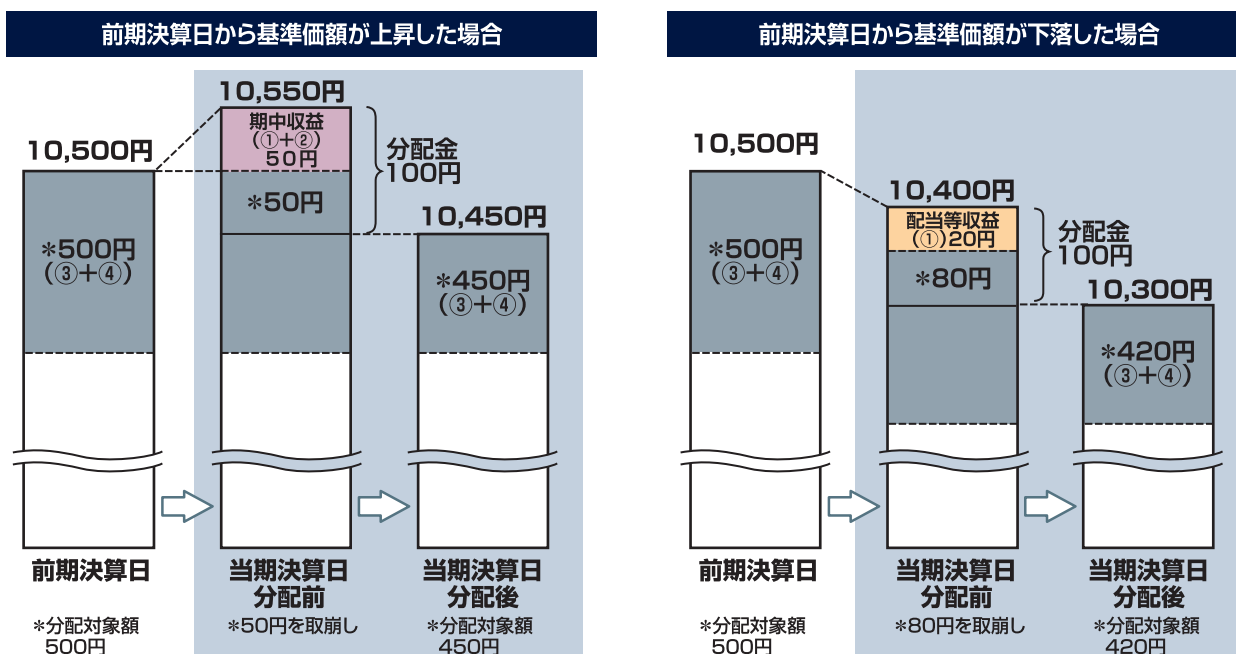 前期決算日から基準価額が上昇した場合
10,550円
期中収益
(①+②)
50円
10,500円
分配金
100円
*50円
10,450円
*500円
(③+④)
*450円
(③+④)
前期決算日
当期決算日
分配前
当期決算日
分配後
*分配対象額
500円
*50円を取崩し
*分配対象額
450円
前期決算日から基準価額が下落した場合
10,500円
10,400円
配当等収益
(①)20円
分配金
100円
*500円
(③+④)
*80円
10,300円
*420円
(③+④)
前期決算日
当期決算日
分配前
当期決算日
分配後
*分配対象額
500円
*80円を取崩し
*分配対象額
420円